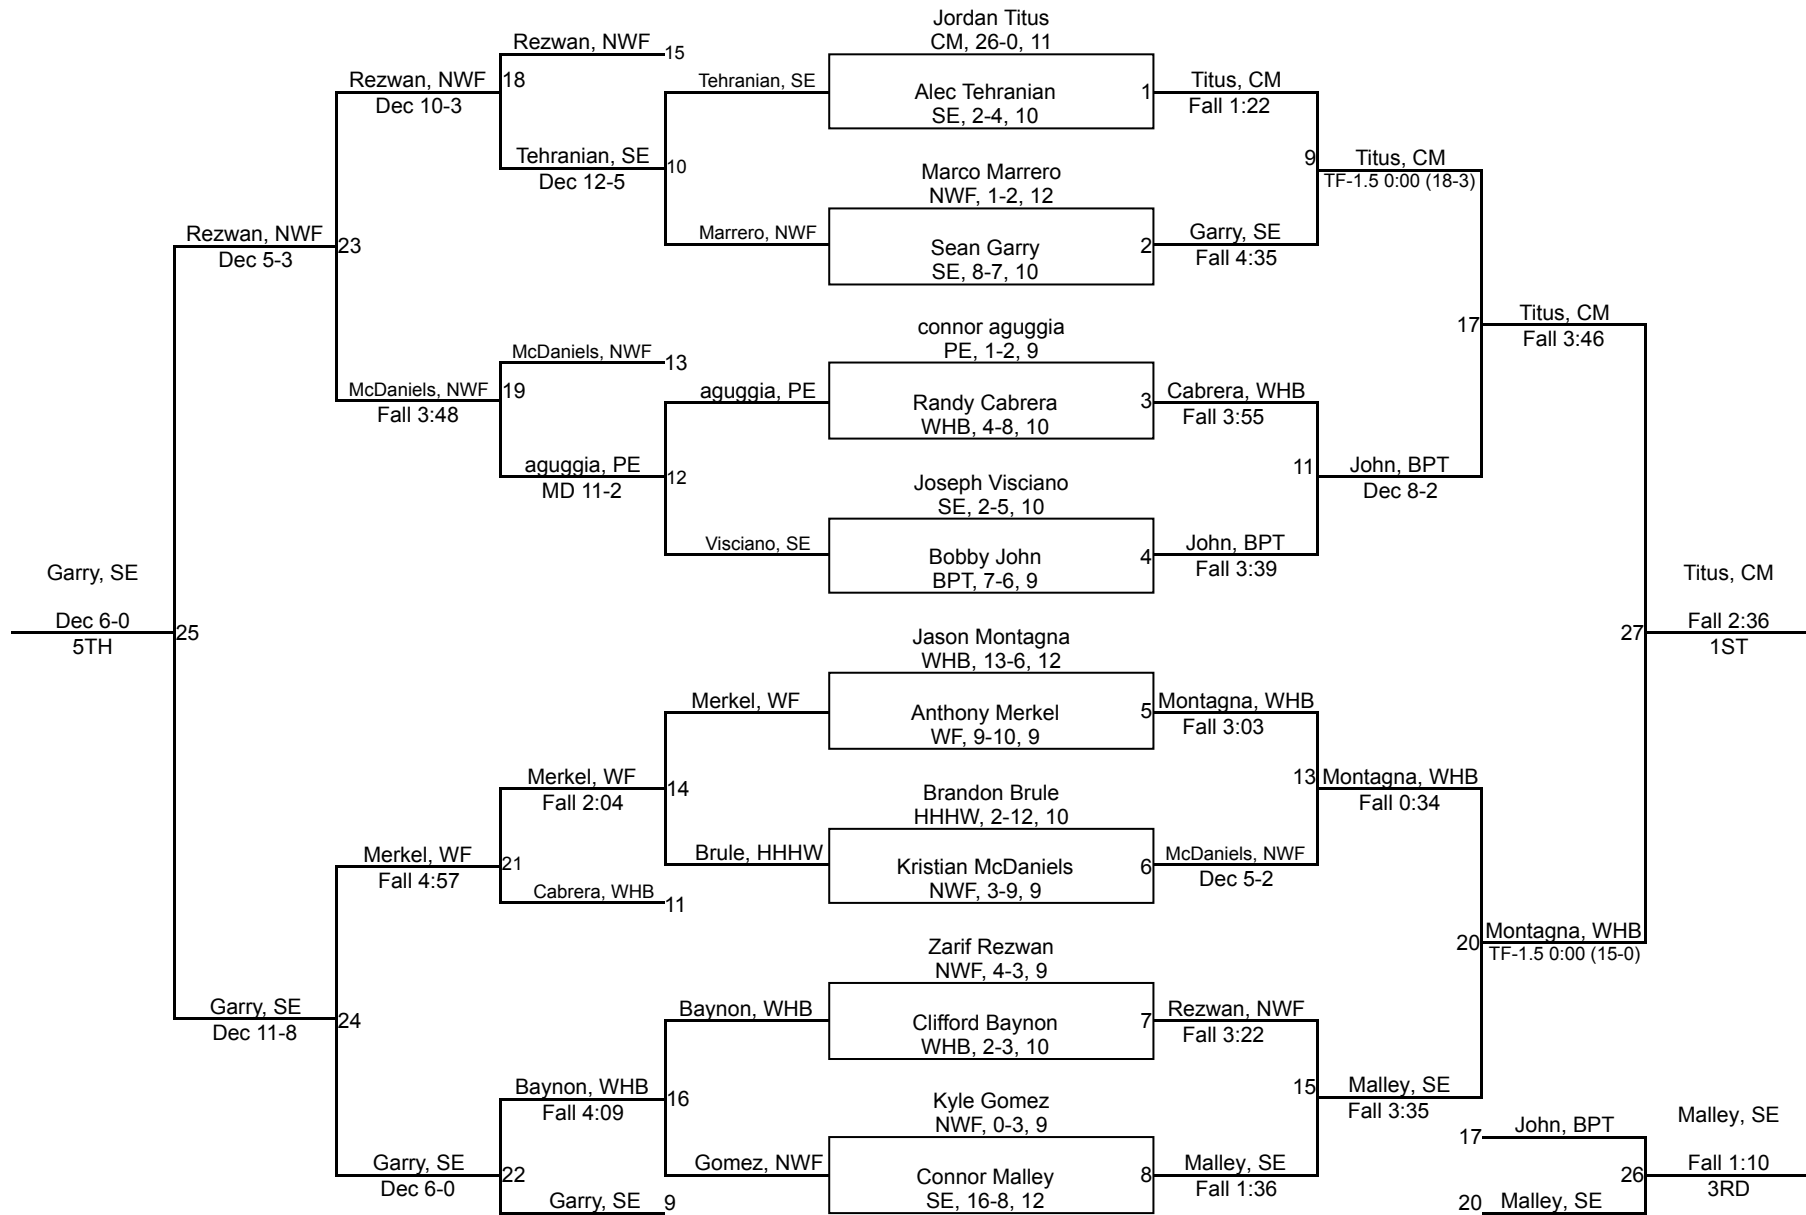 Rezwan, NWF
15
Rezwan, NWF
18
Dec 10-3
Tehranian, SE
10
Dec 12-5
Rezwan, NWF
23
Dec 5-3
McDaniels, NWF
13
McDaniels, NWF
19
Fall 3:48
aguggia, PE
12
MD 11-2
Garry, SE
Dec 6-0
25
5TH
Merkel, WF
14
Fall 2:04
Merkel, WF
21
Fall 4:57
Cabrera, WHB
11
Garry, SE
24
Dec 11-8
Baynon, WHB
16
Fall 4:09
Garry, SE
22
Dec 6-0
Garry, SE
9
Tehranian, SE
Marrero, NWF
aguggia, PE
Visciano, SE
Merkel, WF
Brule, HHHW
Baynon, WHB
Gomez, NWF
Jordan Titus
CM, 26-0, 11
Alec Tehranian
SE, 2-4, 10
1
Marco Marrero
NWF, 1-2, 12
Sean Garry
SE, 8-7, 10
2
connor aguggia
PE, 1-2, 9
Randy Cabrera
WHB, 4-8, 10
3
Joseph Visciano
SE, 2-5, 10
Bobby John
BPT, 7-6, 9
4
Jason Montagna
WHB, 13-6, 12
Anthony Merkel
WF, 9-10, 9
5
Brandon Brule
HHHW, 2-12, 10
Kristian McDaniels
NWF, 3-9, 9
6
Zarif Rezwan
NWF, 4-3, 9
Clifford Baynon
WHB, 2-3, 10
7
Kyle Gomez
NWF, 0-3, 9
Connor Malley
SE, 16-8, 12
8
Titus, CM
Fall 1:22
Garry, SE
Fall 4:35
Cabrera, WHB
Fall 3:55
John, BPT
Fall 3:39
Montagna, WHB
Fall 3:03
McDaniels, NWF
Dec 5-2
Rezwan, NWF
Fall 3:22
Malley, SE
Fall 1:36
9
Titus, CM
TF-1.5 0:00 (18-3)
11
John, BPT
Dec 8-2
13
Montagna, WHB
Fall 0:34
15
Malley, SE
Fall 3:35
17
Titus, CM
Fall 3:46
20
Montagna, WHB
TF-1.5 0:00 (15-0)
Titus, CM
27
Fall 2:36
1ST
17
John, BPT
20
Malley, SE
Malley, SE
26
Fall 1:10
3RD